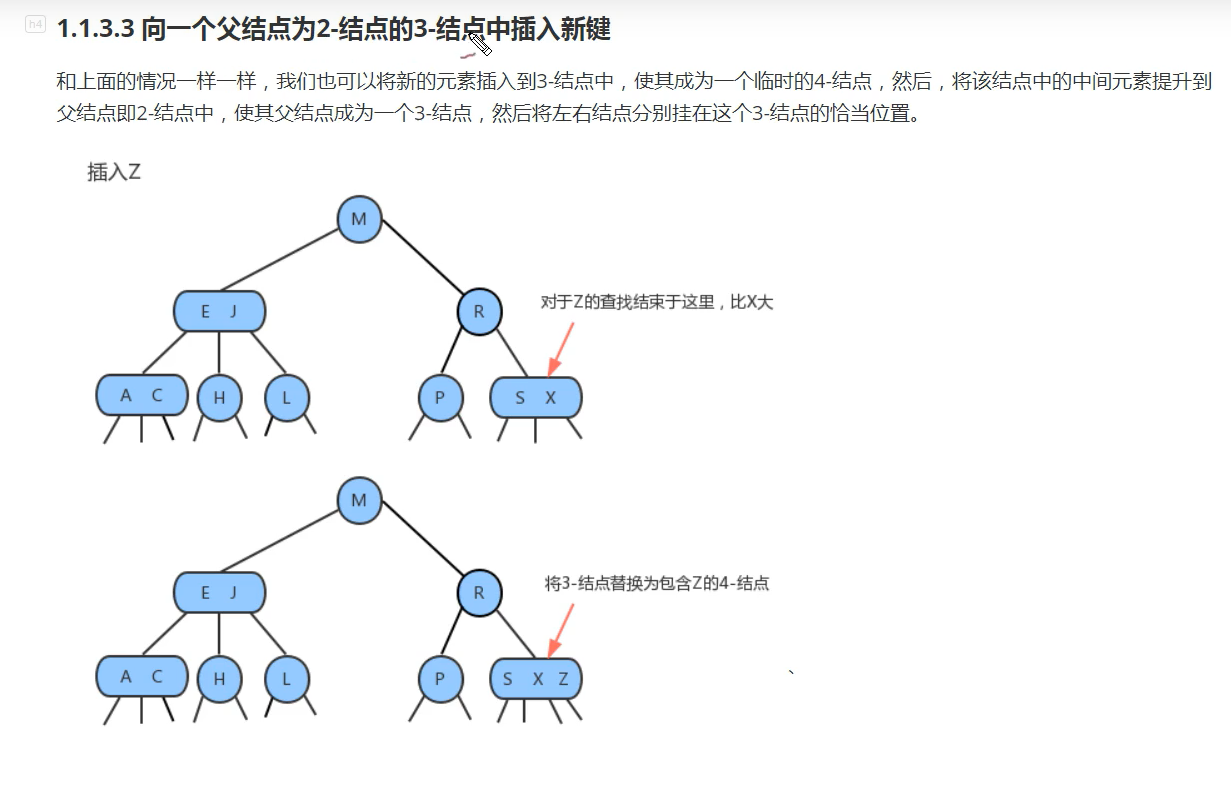 h4
1.1.3.3 向一个父结点为2-结点的3-结点中插入新键
和上面的情况一样一样，我们也可以将新的元素插入到3-结点中，使其成为一个临时的4-结点，然后，将该结点中的中间元素提升到
父结点即2-结点中，使其父结点成为一个3-结点，然后将左右结点分别挂在这个3-结点的恰当位置。
插入Z
M
对于Z的查找结束于这里，比X大
E J
R
A C
H
L
P
S X
M
将3-结点替换为包含Z的4-结点
E J
R
A C
H
L
P
S X Z
、